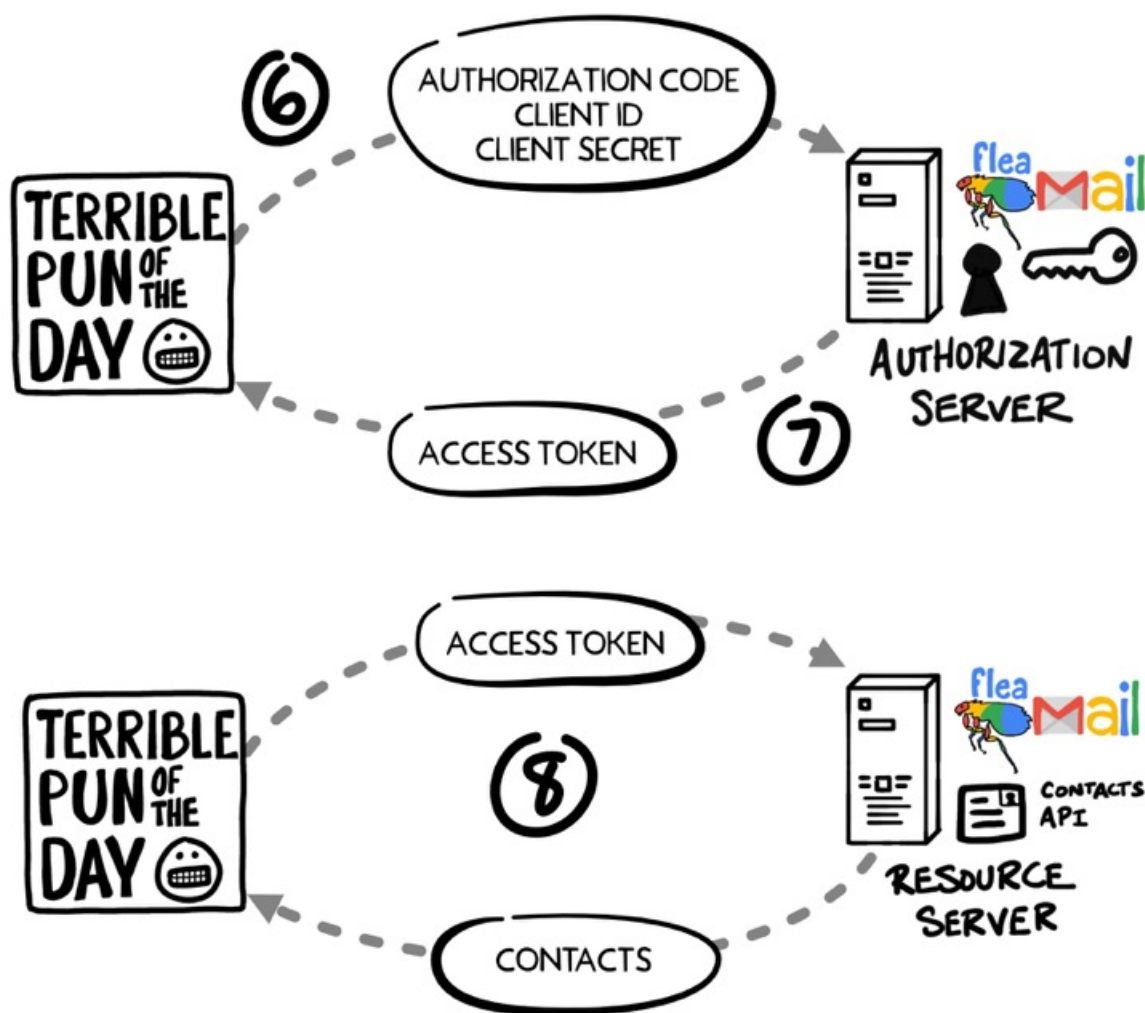 6
AUTHORIZATION CODE
CLIENT ID
CLIENT SECRET
TERRIBLE
PUN OF THE
DAY
flea
Mail
AUTHORIZATION
SERVER
ACCESS TOKEN
7
ACCESS TOKEN
TERRIBLE
PUN OF THE
DAY
8
flea
Mail
CONTACTS
API
RESOURCE
SERVER
CONTACTS